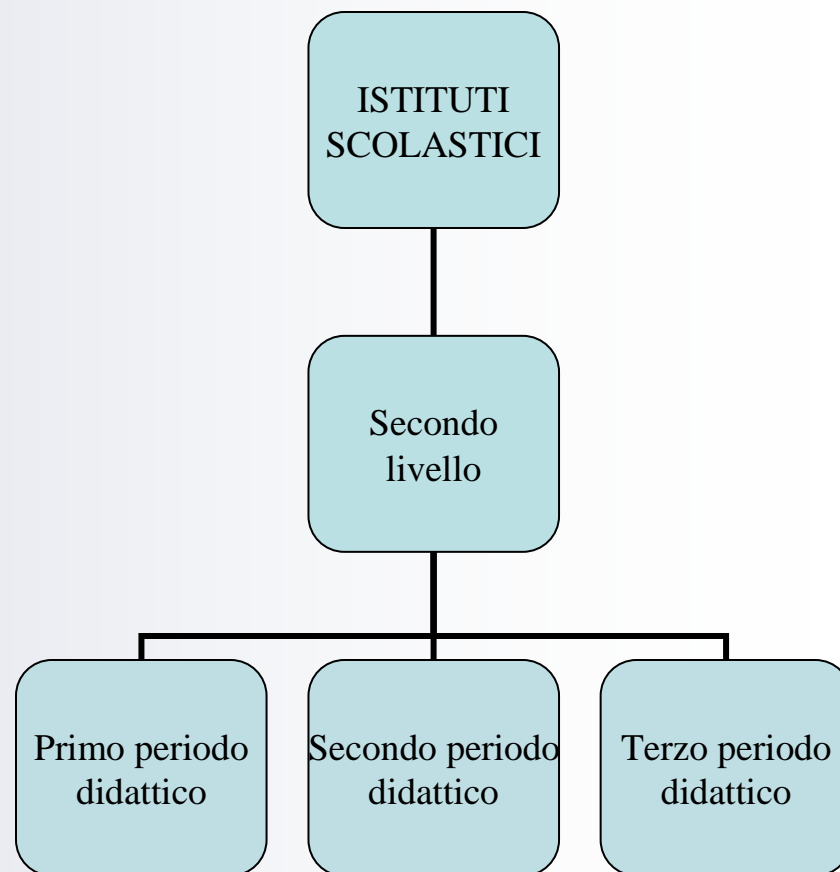 ISTITUTI
SCOLASTICI
Secondo
livello
Primo periodo
didattico
Secondo periodo
didattico
Terzo periodo
didattico